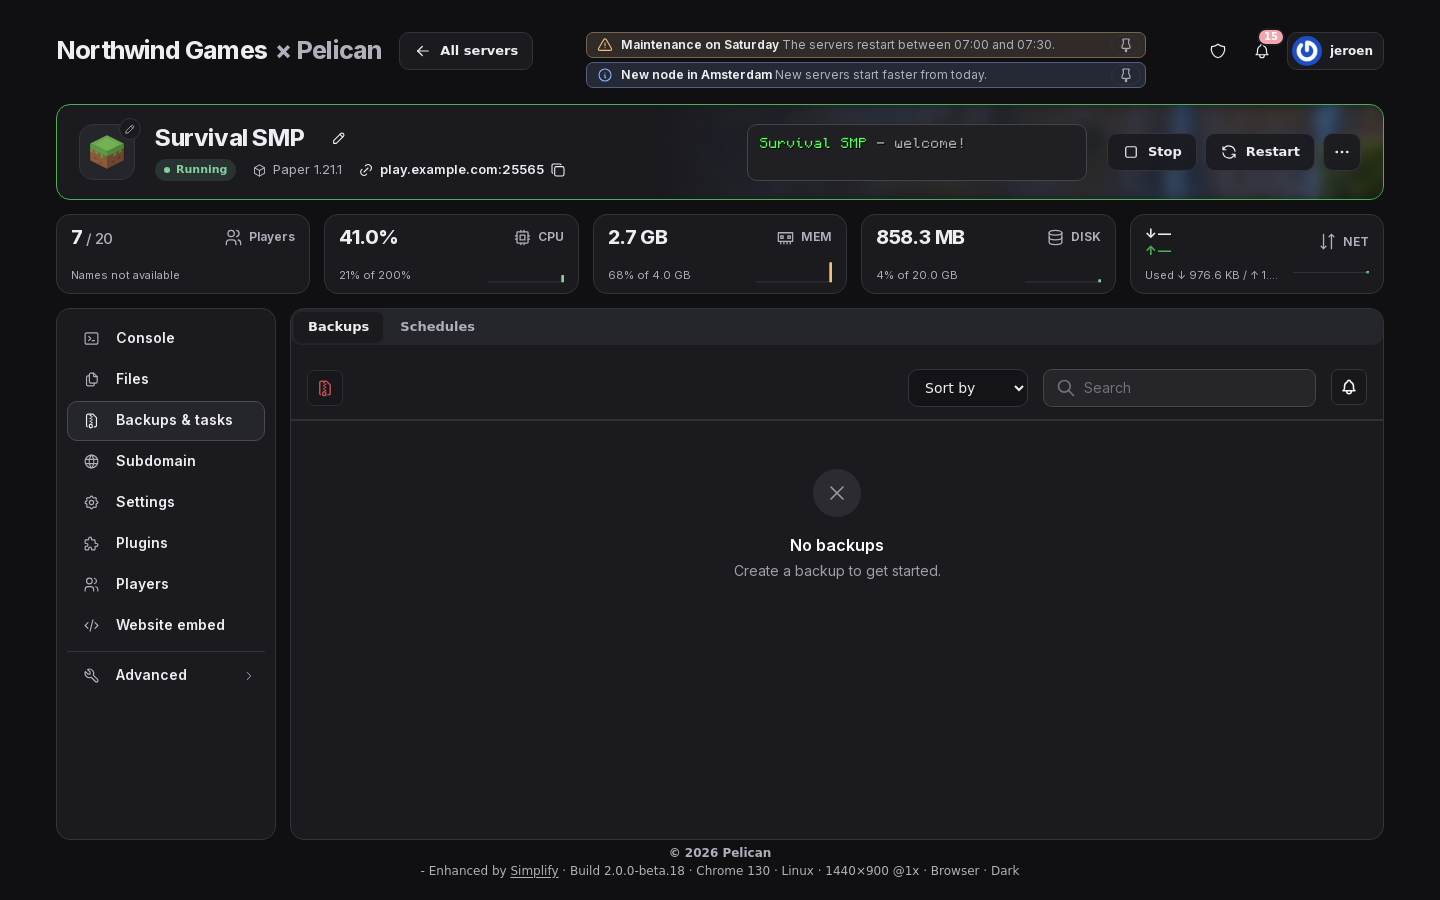 Northwind Games × Pelican
All servers
Maintenance on Saturday The servers restart between 07:00 and 07:30.
New node in Amsterdam New servers start faster from today.
15
jeroen
Survival SMP
Running
Paper 1.21.1
play.example.com:25565
Survival SMP - welcome!
Stop
Restart
7 / 20
Players
Names not available
41.0%
CPU
21% of 200%
2.7 GB
MEM
68% of 4.0 GB
858.3 MB
DISK
4% of 20.0 GB
↓—
↑—
NET
Used ↓ 976.6 KB / ↑ 1....
Console
Files
Backups & tasks
Subdomain
Settings
Plugins
Players
Website embed
Advanced
Backups
Schedules
Sort by
Search
No backups
Create a backup to get started.
© 2026 Pelican
- Enhanced by Simplify · Build 2.0.0-beta.18 · Chrome 130 · Linux · 1440×900 @1x · Browser · Dark